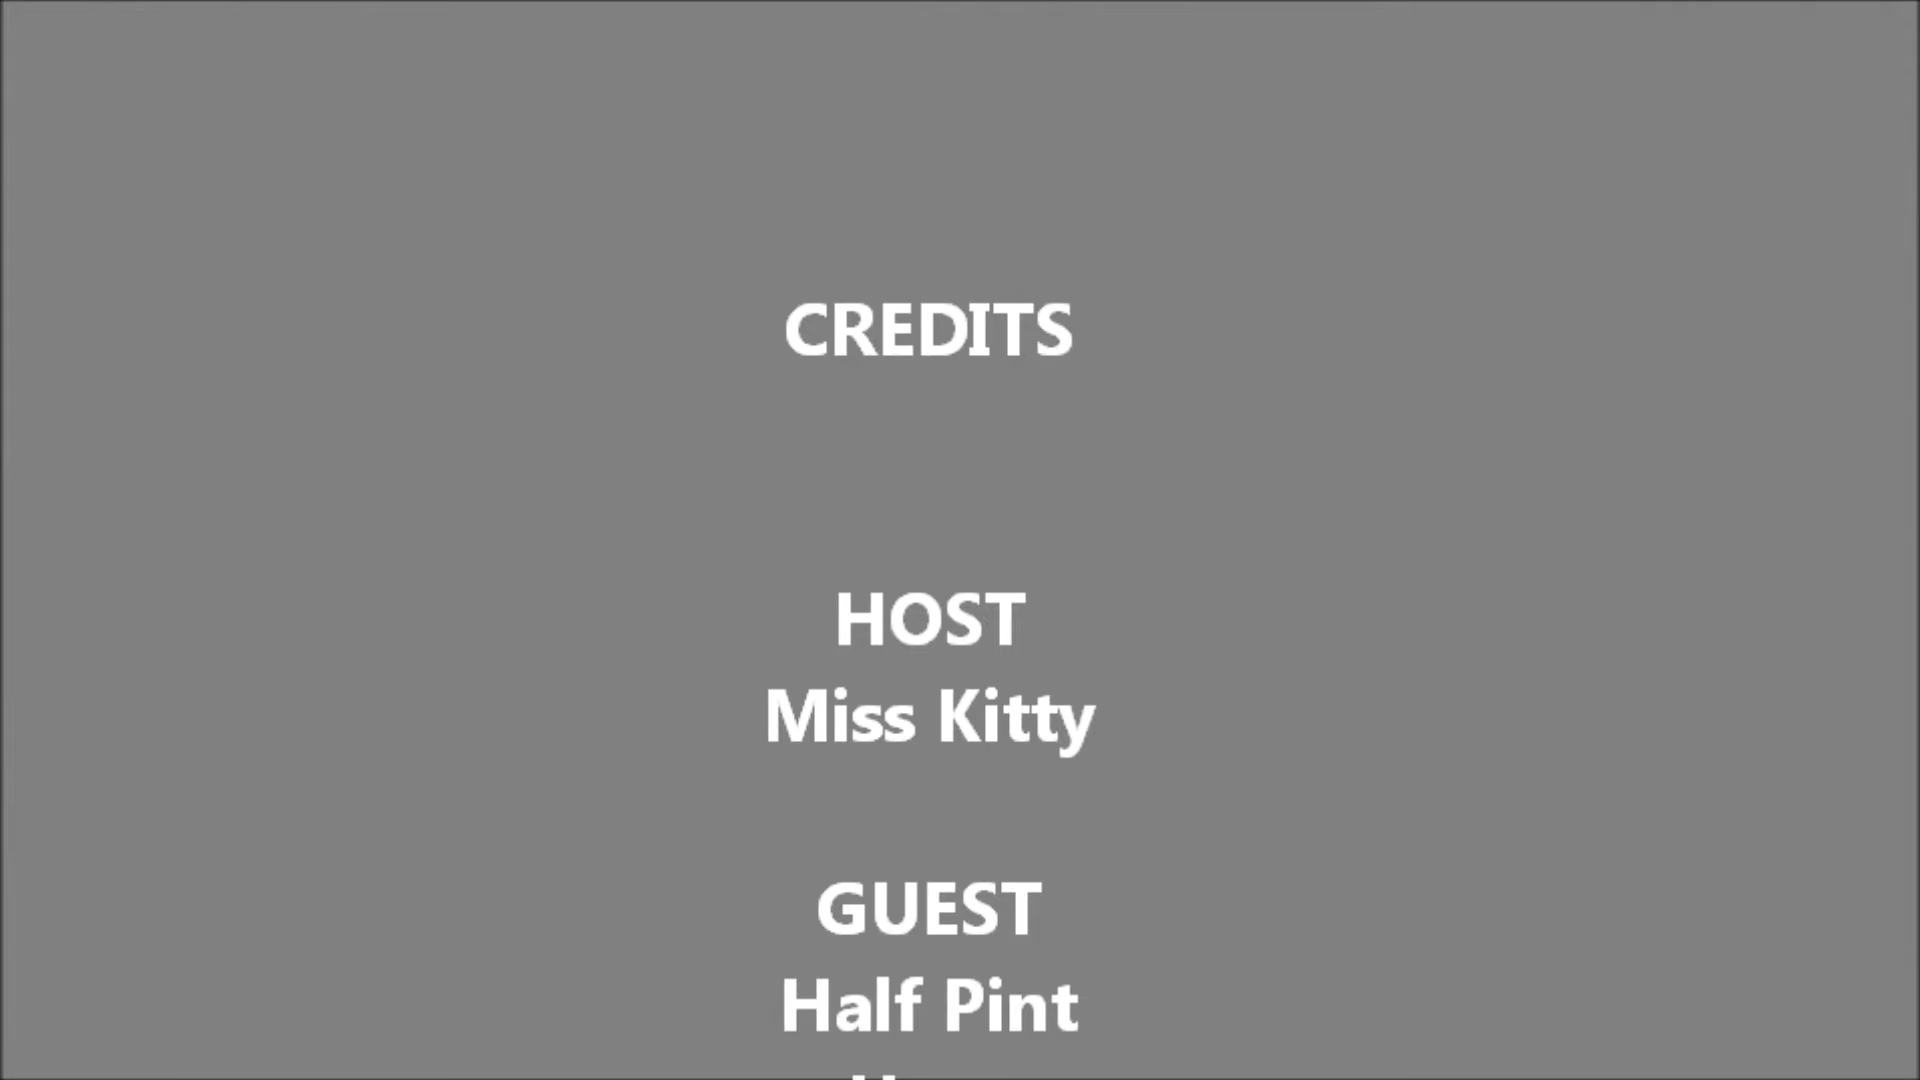 CREDITS
HOST
Miss Kitty
GUEST
Half Pint